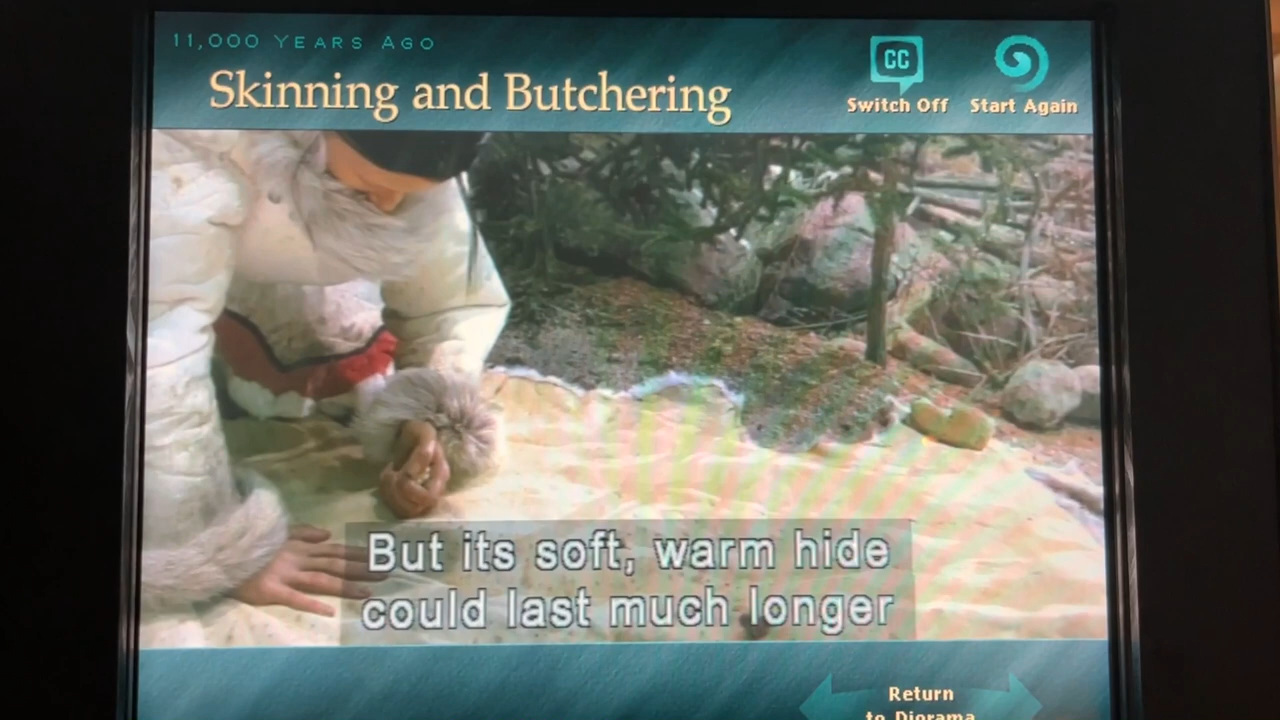 11,000 YEARS AGO
Skinning and Butchering
CC
Switch Off
Start Again
But its soft, warm hide
could last much longer
Return
to Diorama